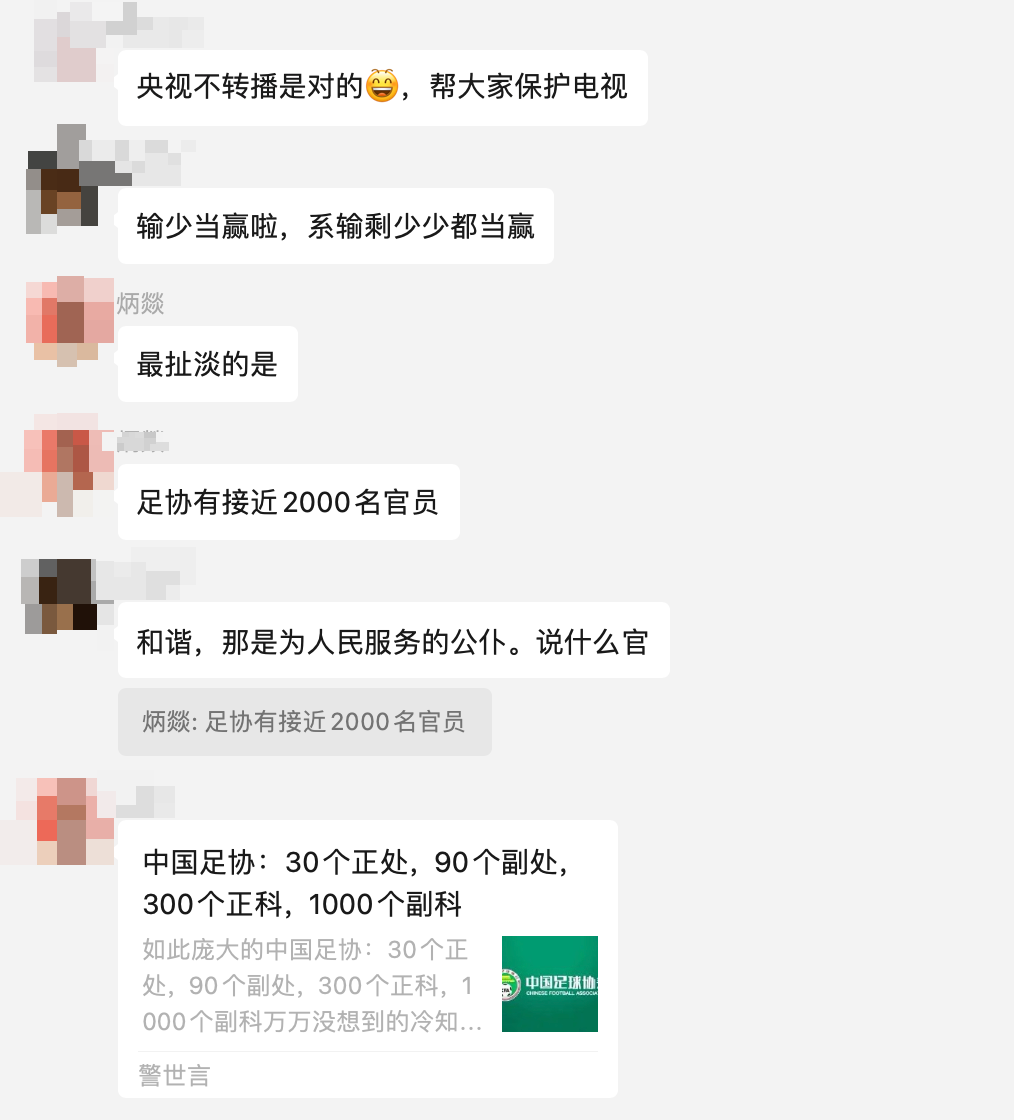 央视不转播是对的😄，帮大家保护电视
输少当赢啦，系输剩少少都当赢
炳燚
最扯淡的是
足协有接近2000名官员
和谐，那是为人民服务的公仆。说什么官
炳燚: 足协有接近2000名官员
中国足协：30个正处，90个副处，
300个正科，1000个副科
如此庞大的中国足协：30个正
处，90个副处，300个正科，1
000个副科万万没想到的冷知...
中国足球协
CHINESE FOOTBALL ASSOCIA
警世言